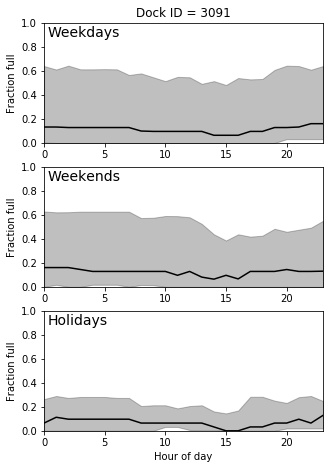 Dock ID = 3091
Weekdays
Fraction full
1.0
0.8
0.6
0.4
0.2
0.0
0 5 10 15 20
Weekends
Fraction full
1.0
0.8
0.6
0.4
0.2
0.0
0 5 10 15 20
Holidays
Fraction full
1.0
0.8
0.6
0.4
0.2
0.0
0 5 10 15 20
Hour of day